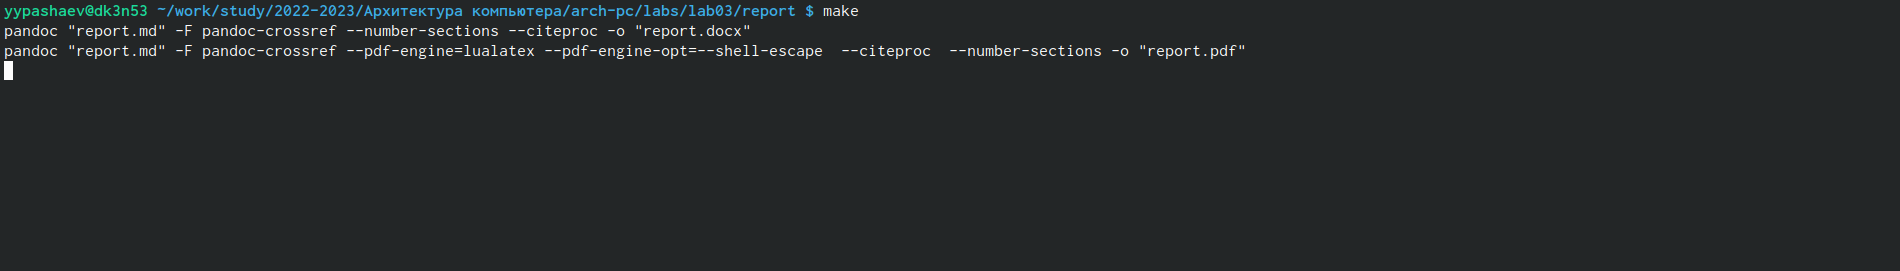 yypashaev@dk3n53 ~/work/study/2022-2023/Архитектура компьютера/arch-pc/labs/lab03/report $ make
pandoc "report.md" -F pandoc-crossref --number-sections --citeproc -o "report.docx"
pandoc "report.md" -F pandoc-crossref --pdf-engine=lualatex --pdf-engine-opt=--shell-escape  --citeproc  --number-sections -o "report.pdf"